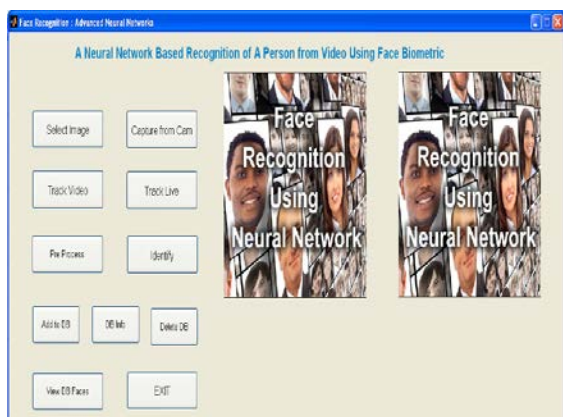 Face Recognition : Advanced Neural Networks
A Neural Network Based Recognition of A Person from Video Using Face Biometric
Select Image
Capture from Cam
Track Video
Track Live
Pre Process
Identify
Add to DB
DB Info
Delete DB
View DB Faces
EXIT
Face
Recognition
Using
Neural Network
Face
Recognition
Using
Neural Network